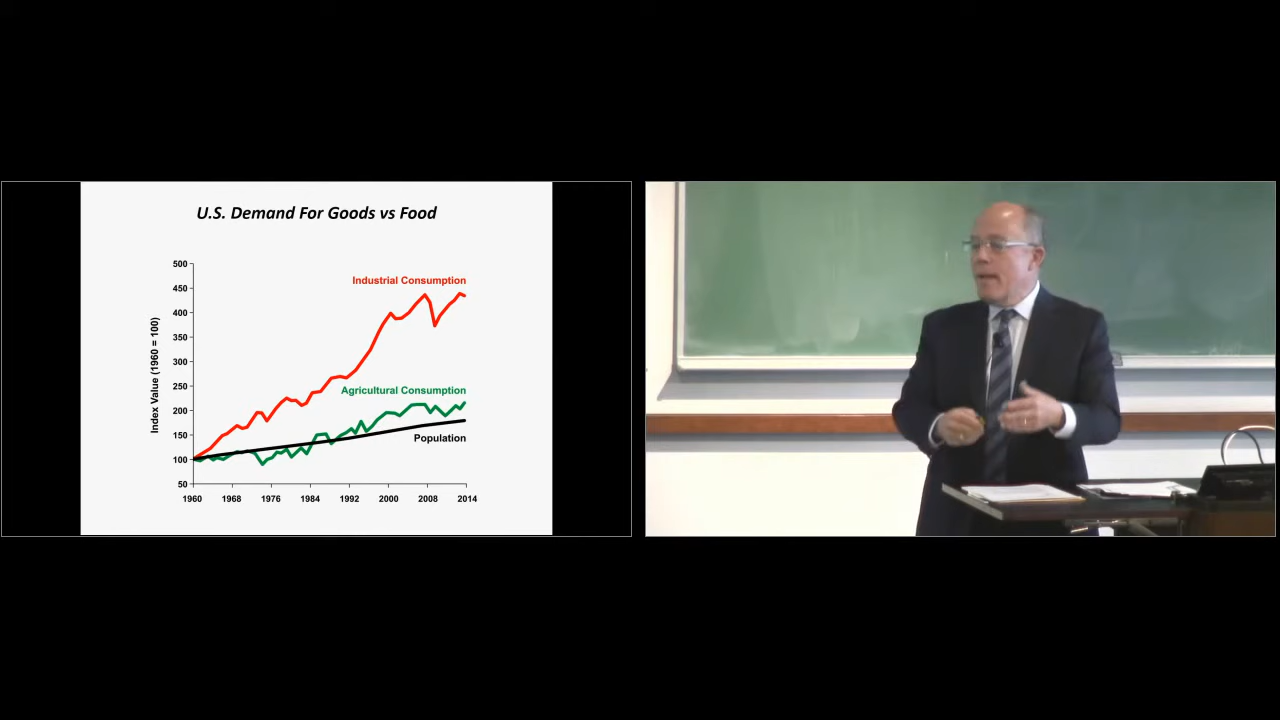 U.S. Demand For Goods vs Food
500
450
400
350
300
250
200
150
100
50
Index Value (1960 = 100)
Industrial Consumption
Agricultural Consumption
Population
1960 1968 1976 1984 1992 2000 2008 2014